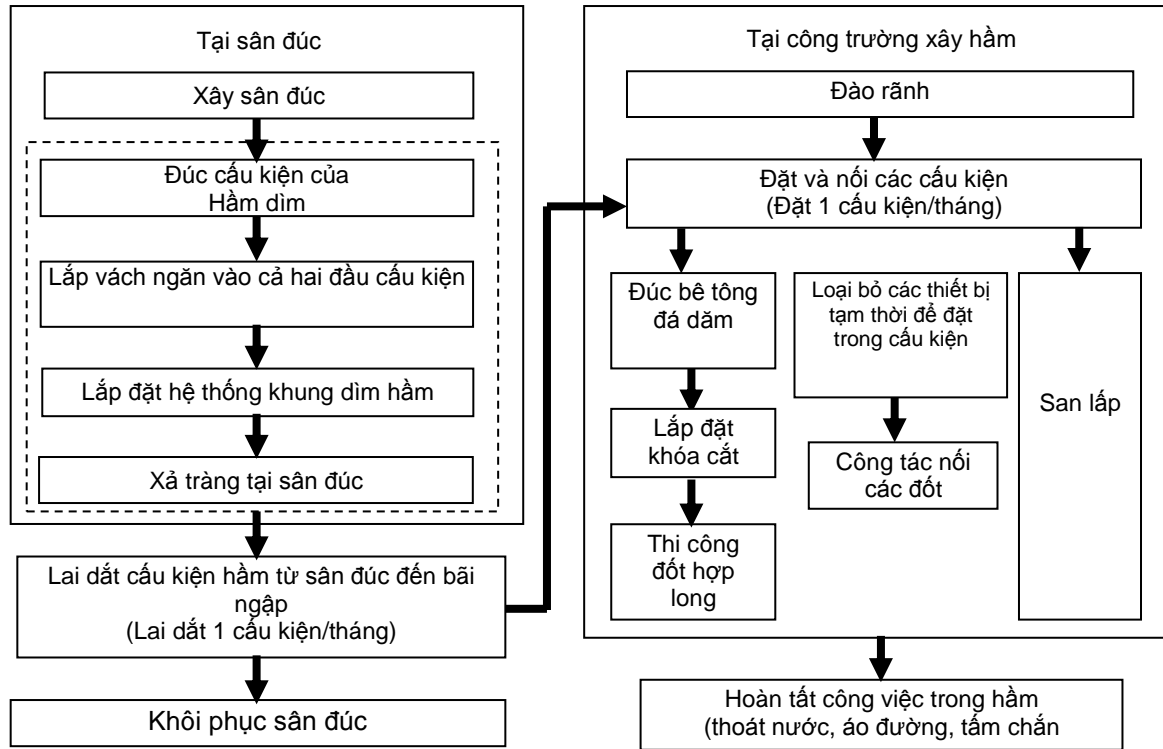 Tại sân đúc
Xây sân đúc
Đúc cấu kiện của
Hầm dìm
Lắp vách ngăn vào cả hai đầu cấu kiện
Lắp đặt hệ thống khung dìm hầm
Xả tràng tại sân đúc
Lai dắt cấu kiện hầm từ sân đúc đến bãi
ngập
(Lai dắt 1 cấu kiện/tháng)
Khôi phục sân đúc
Tại công trường xây hầm
Đào rãnh
Đặt và nối các cấu kiện
(Đặt 1 cấu kiện/tháng)
Đúc bê tông
đá dăm
Lắp đặt
khóa cắt
Thi công
đốt hợp
long
Loại bỏ các thiết bị
tạm thời để đặt
trong cấu kiện
Công tác nối
các đốt
San lấp
Hoàn tất công việc trong hầm
(thoát nước, áo đường, tấm chắn